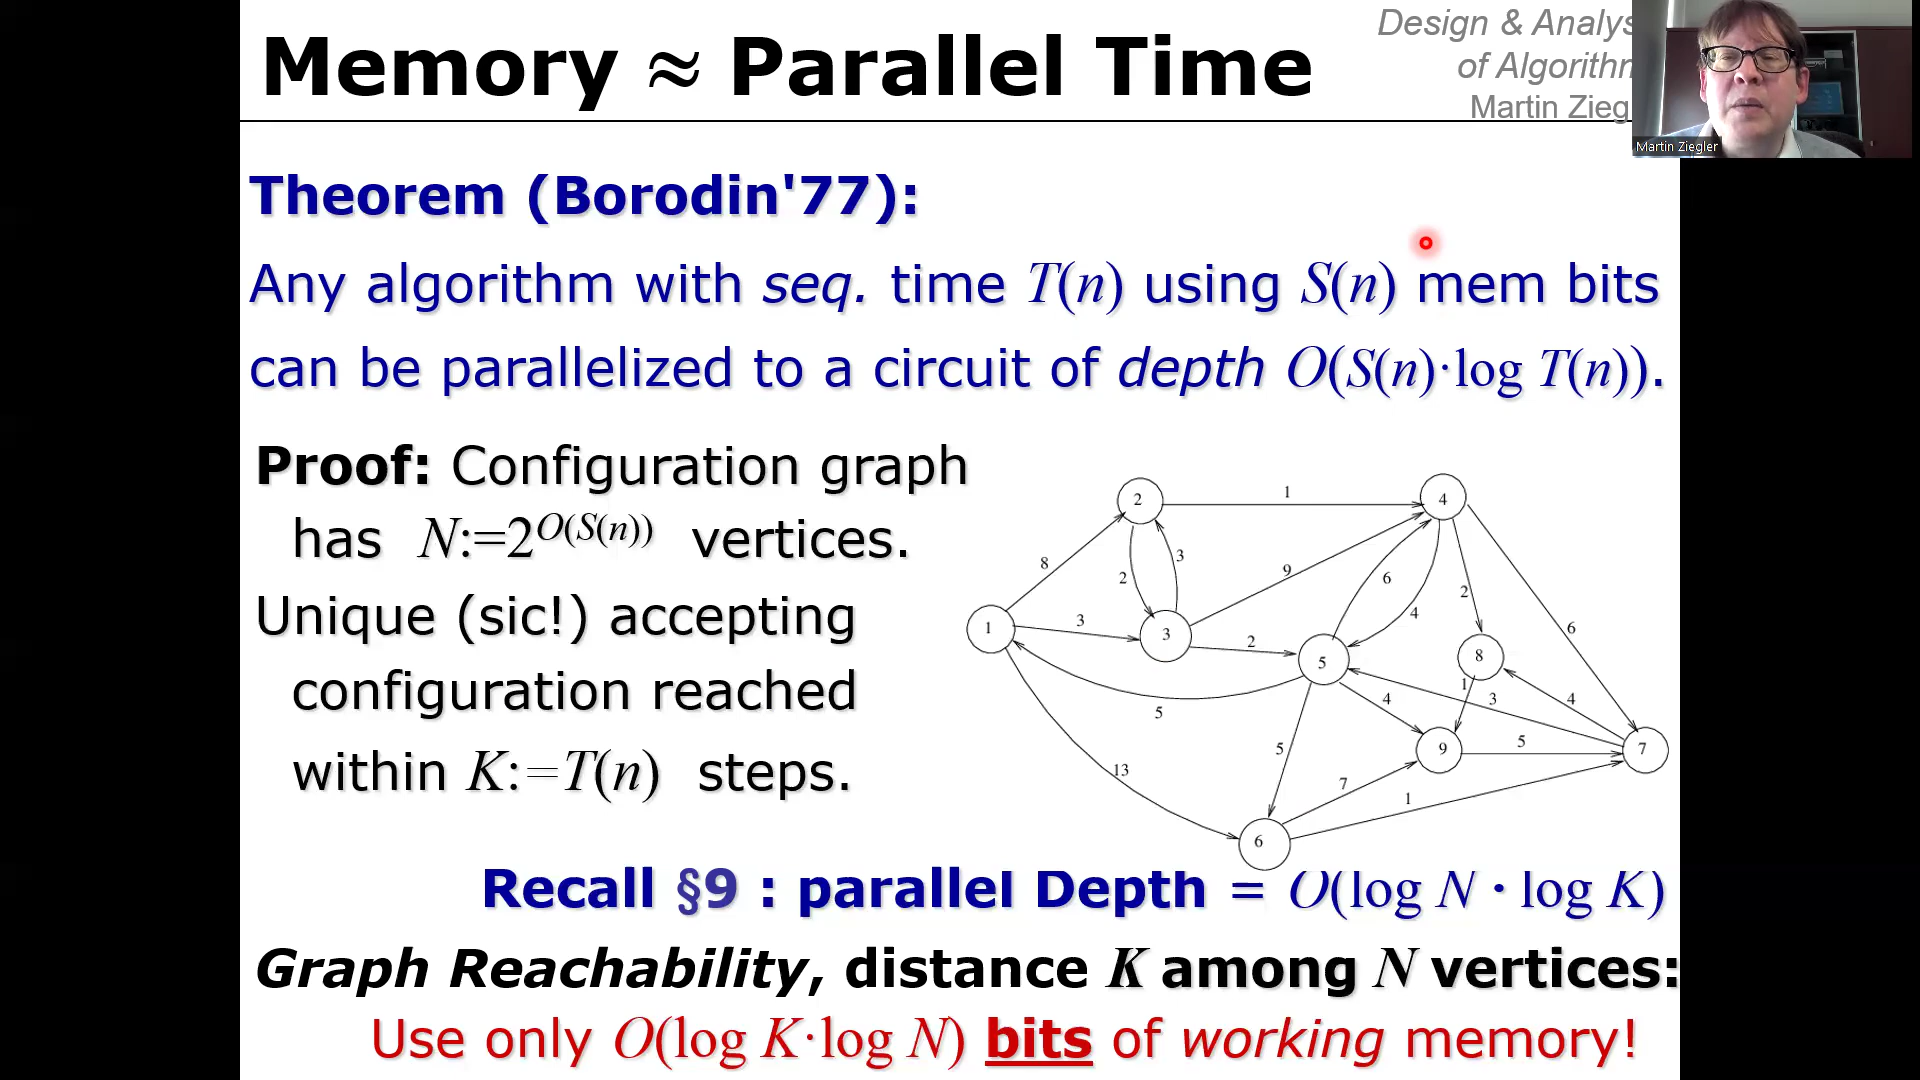 Memory ≈ Parallel Time
Design & Analys
of Algorithm
Martin Zieg
Martin Ziegler
Theorem (Borodin'77):
Any algorithm with seq. time T(n) using S(n) mem bits
can be parallelized to a circuit of depth O(S(n)·log T(n)).
Proof: Configuration graph
has N:=2^O(S(n)) vertices.
Unique (sic!) accepting
configuration reached
within K:=T(n) steps.
2 1 4
8 2 3 9 6 4 2 6
1 3 3 2 5 8
5 4 1 3 4
13 5 9 5 7
7 1
6
Recall §9 : parallel Depth = O(log N · log K)
Graph Reachability, distance K among N vertices:
Use only O(log K·log N) bits of working memory!